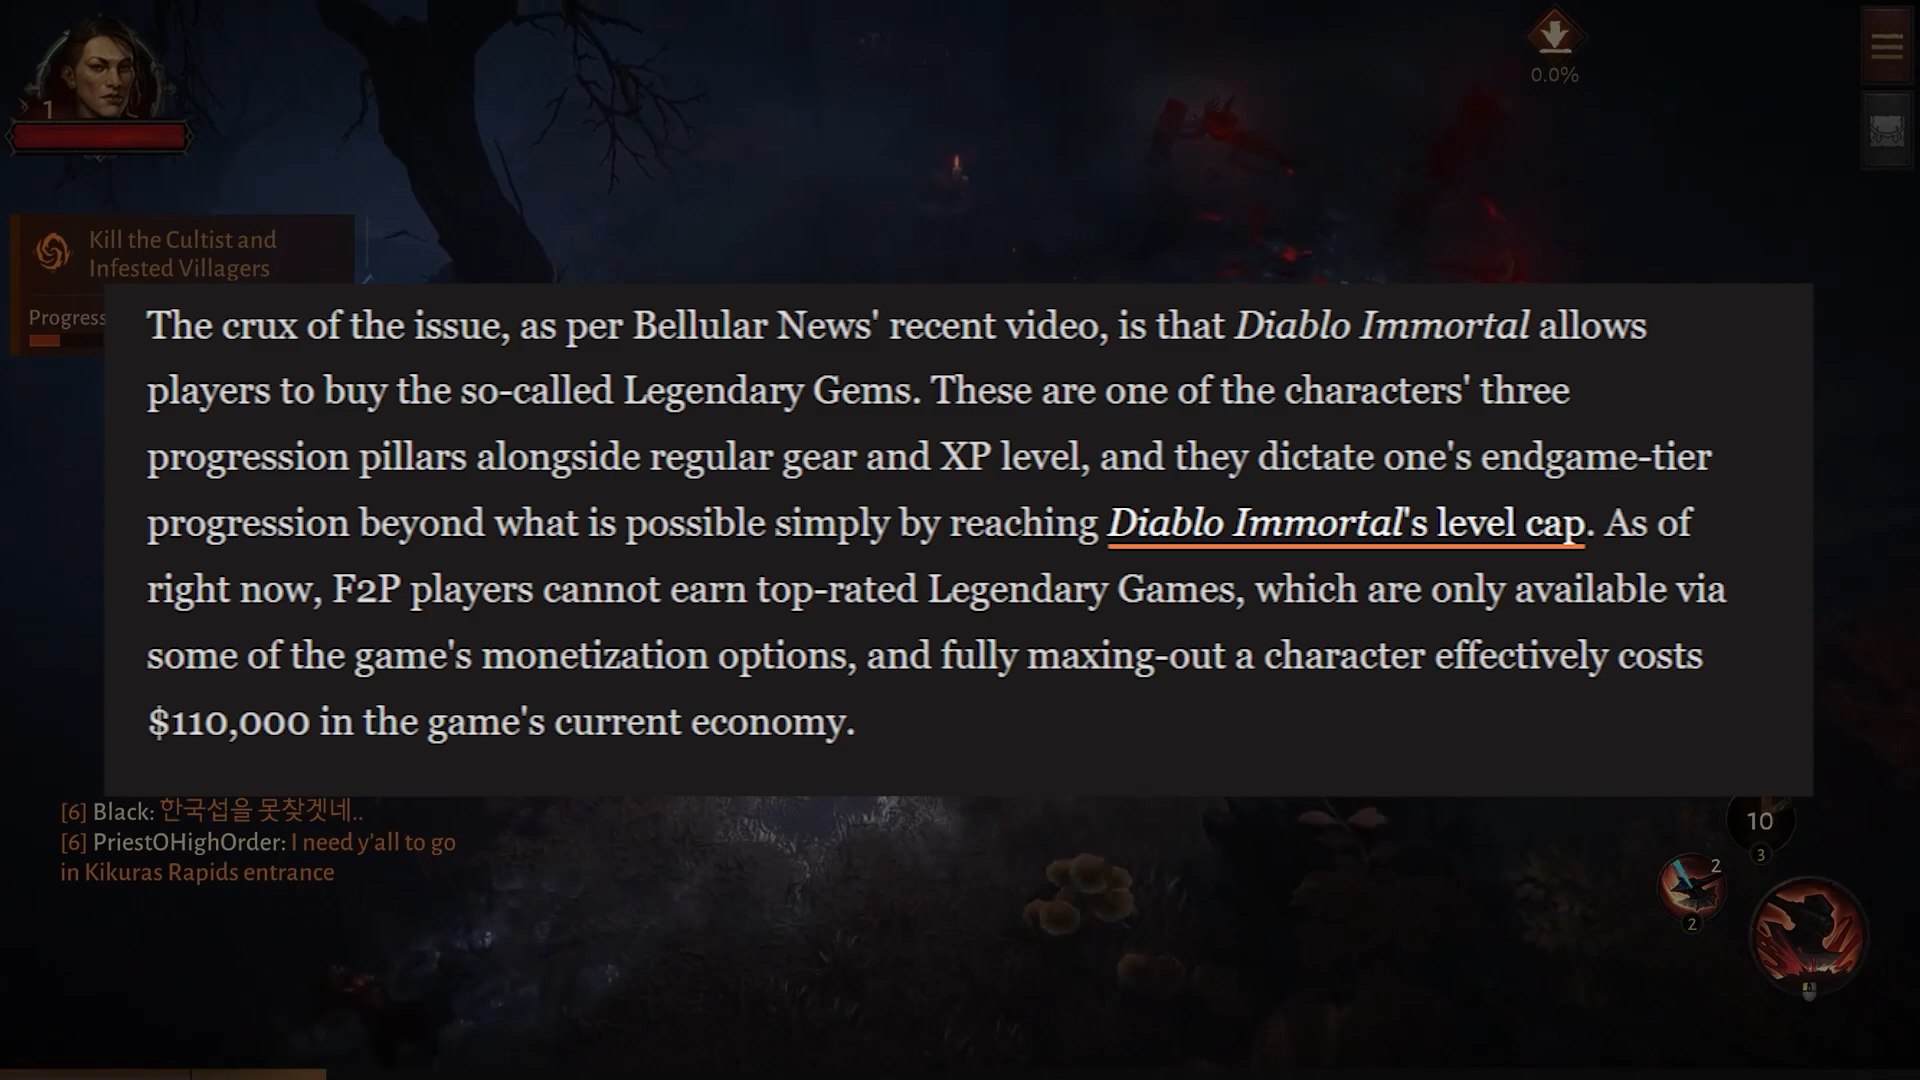 1
0.0%
Kill the Cultist and
Infested Villagers
Progress
The crux of the issue, as per Bellular News' recent video, is that Diablo Immortal allows
players to buy the so-called Legendary Gems. These are one of the characters' three
progression pillars alongside regular gear and XP level, and they dictate one's endgame-tier
progression beyond what is possible simply by reaching Diablo Immortal's level cap. As of
right now, F2P players cannot earn top-rated Legendary Games, which are only available via
some of the game's monetization options, and fully maxing-out a character effectively costs
$110,000 in the game's current economy.
[6] Black: 한국섭을 못찾겟네..
[6] PriestOHighOrder: I need y'all to go
in Kikuras Rapids entrance
10
3
2
2